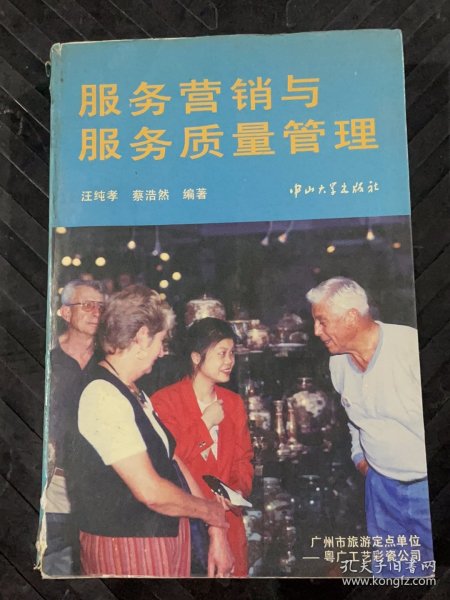 服务营销与
服务质量管理
汪纯孝 蔡浩然 编著
中山大学出版社
广州市旅游定点单位
——粤广工艺彩瓷公司
孔夫子旧书网
www.kongfz.com